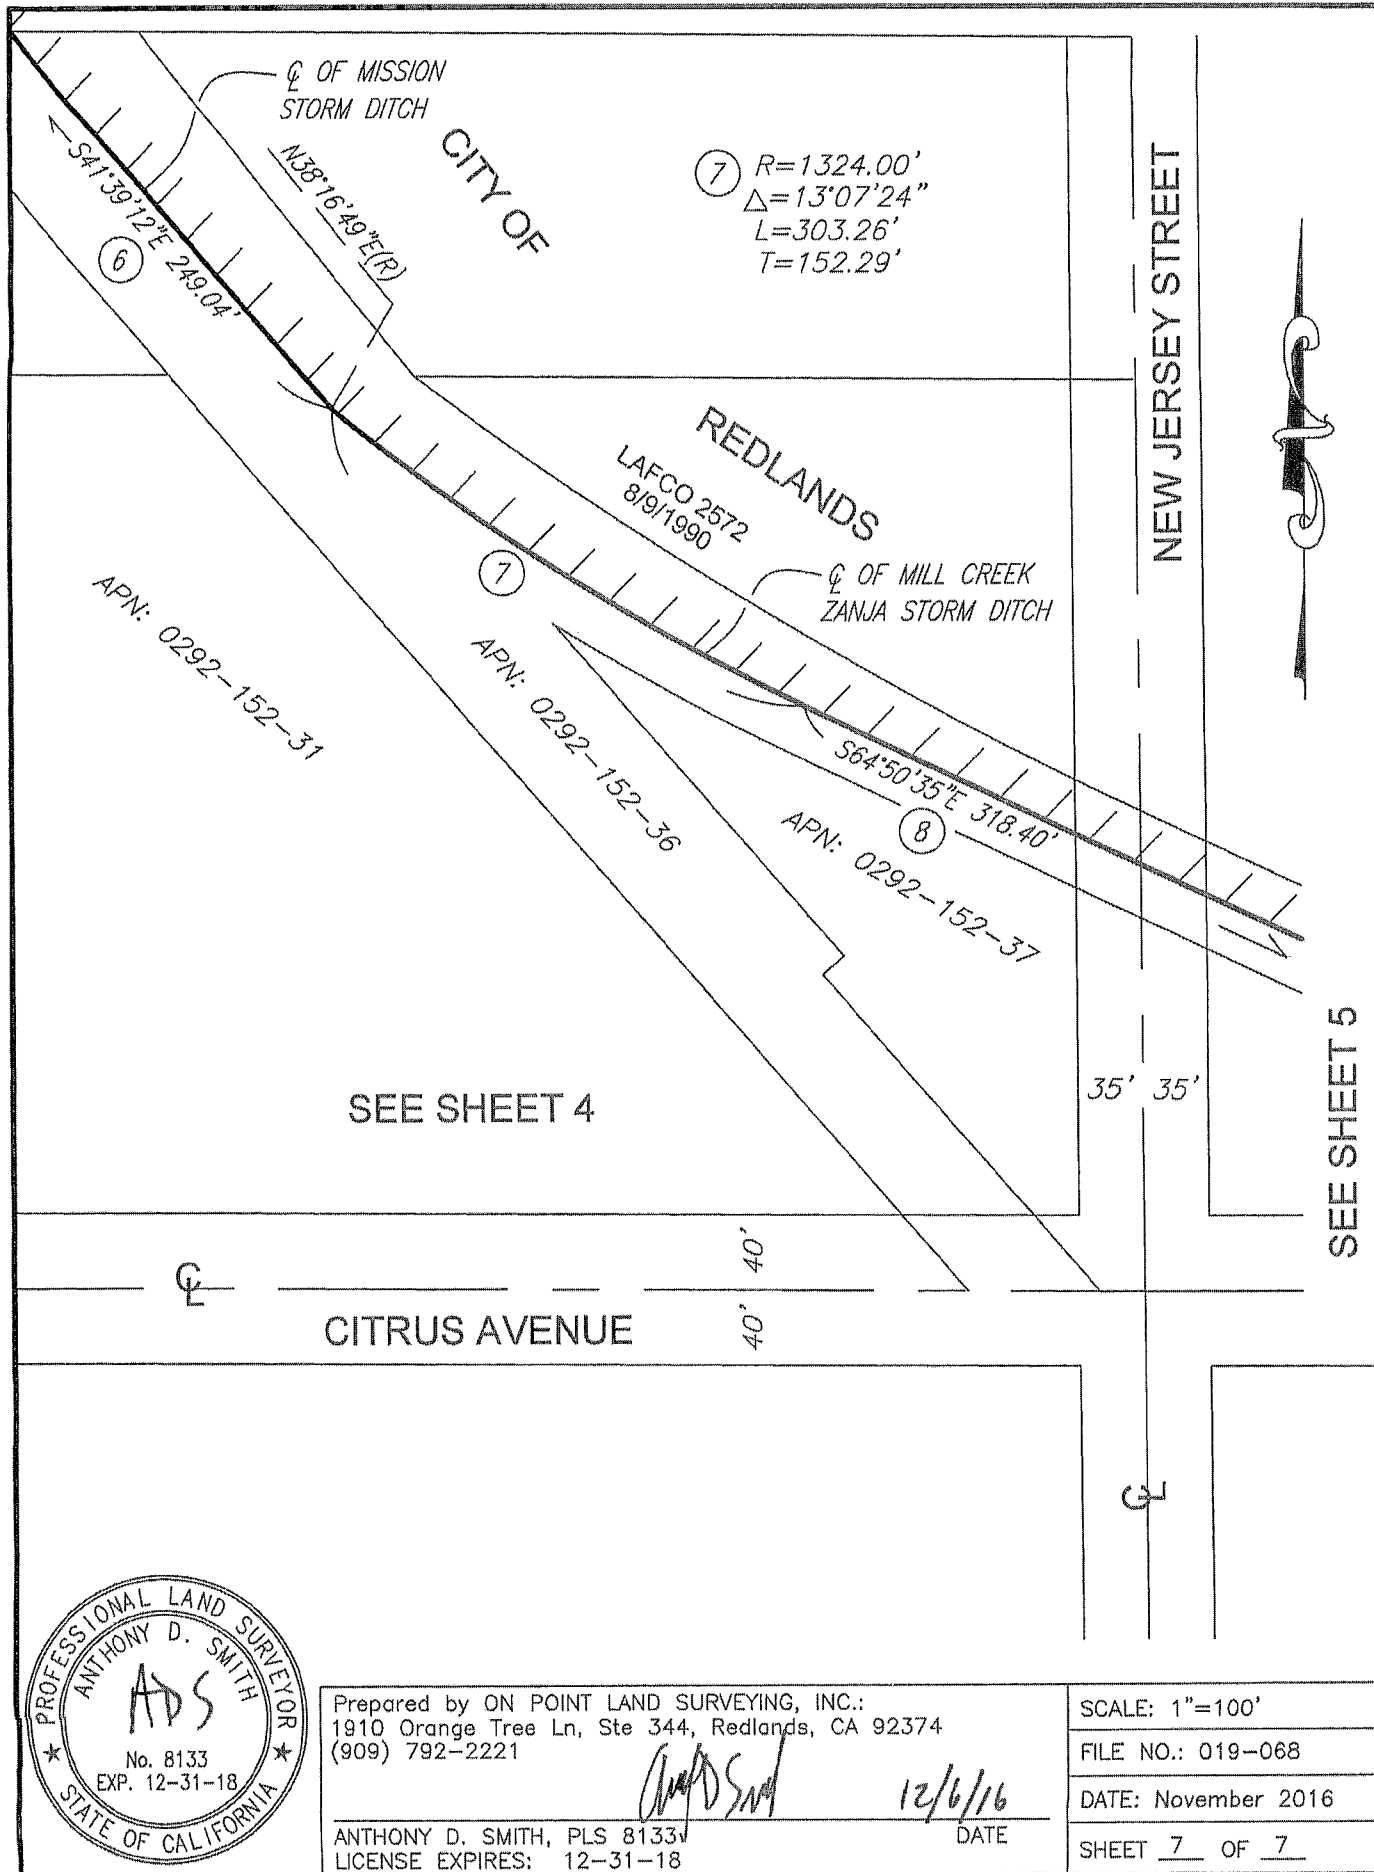 ℄ OF MISSION
STORM DITCH
S41°39'12"E 249.04'
6
N38°16'49"E(R)
CITY OF
7
R=1324.00'
△=13°07'24"
L=303.26'
T=152.29'
NEW JERSEY STREET
REDLANDS
LAFCO 2572
8/9/1990
7
℄ OF MILL CREEK
ZANJA STORM DITCH
APN: 0292-152-31
APN: 0292-152-36
S64°50'35"E 318.40'
8
APN: 0292-152-37
35' 35'
SEE SHEET 4
SEE SHEET 5
40'
℄
CITRUS AVENUE
40'
℄
PROFESSIONAL LAND SURVEYOR
ANTHONY D. SMITH
ADS
No. 8133
EXP. 12-31-18
STATE OF CALIFORNIA
Prepared by ON POINT LAND SURVEYING, INC.:
1910 Orange Tree Ln, Ste 344, Redlands, CA 92374
(909) 792-2221
12/6/16
ANTHONY D. SMITH, PLS 8133
DATE
LICENSE EXPIRES: 12-31-18
SCALE: 1"=100'
FILE NO.: 019-068
DATE: November 2016
SHEET 7 OF 7